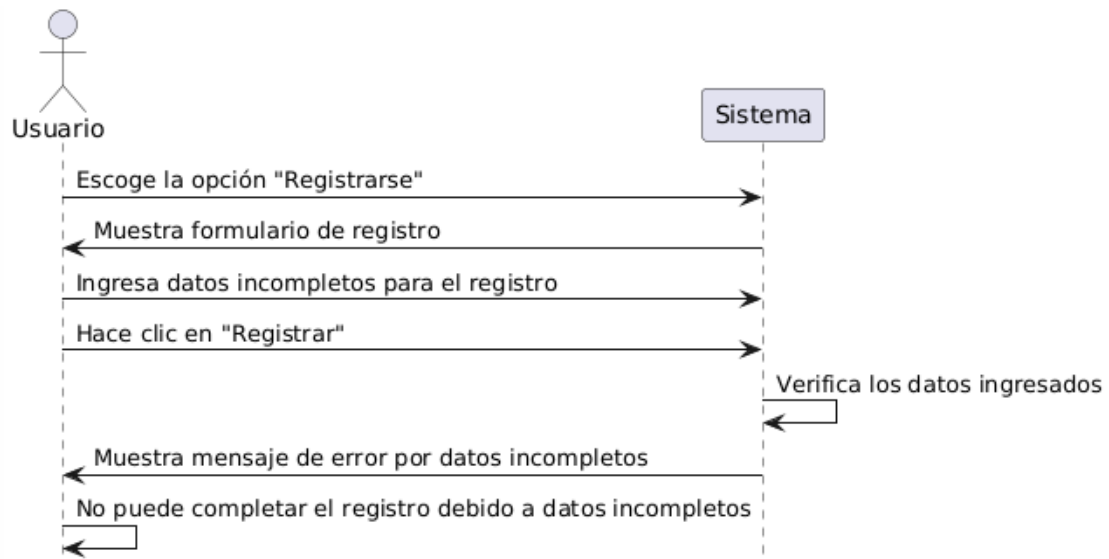 Usuario
Sistema
Escoge la opción "Registrarse"
Muestra formulario de registro
Ingresa datos incompletos para el registro
Hace clic en "Registrar"
Verifica los datos ingresados
Muestra mensaje de error por datos incompletos
No puede completar el registro debido a datos incompletos